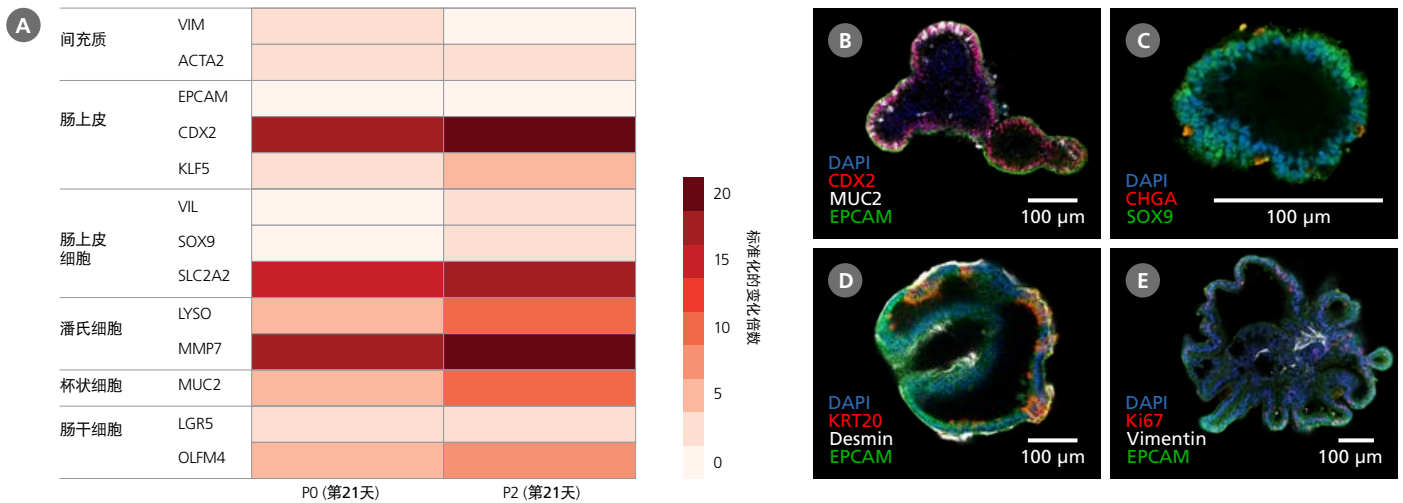 A
间充质
VIM
ACTA2
肠上皮
EPCAM
CDX2
KLF5
肠上皮
细胞
VIL
SOX9
SLC2A2
潘氏细胞
LYSO
MMP7
杯状细胞
MUC2
肠干细胞
LGR5
OLFM4
P0 (第21天)
P2 (第21天)
20
15
10
5
0
标准化的变化倍数
B
DAPI
CDX2
MUC2
EPCAM
100 µm
C
DAPI
CHGA
SOX9
100 µm
D
DAPI
KRT20
Desmin
EPCAM
100 µm
E
DAPI
Ki67
Vimentin
EPCAM
100 µm